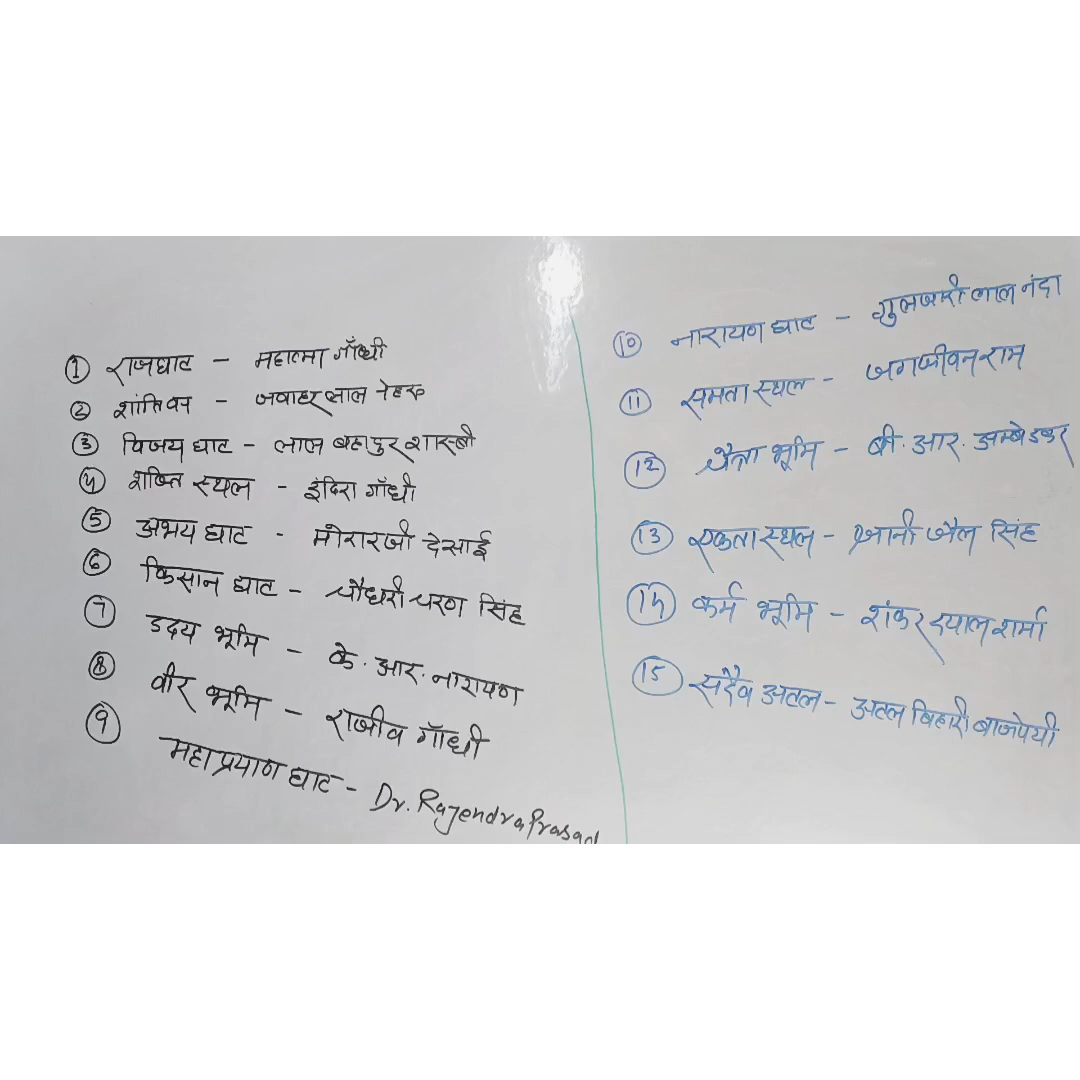 ① राजघाट - महात्मा गाँधी
② शांतिवन - जवाहर लाल नेहरू
③ विजय घाट - लाल बहादुर शास्त्री
④ शक्ति स्थल - इंदिरा गाँधी
⑤ अभय घाट - मोरारजी देसाई
⑥ किसान घाट - चौधरी चरण सिंह
⑦ उदय भूमि - के. आर. नारायण
⑧ वीर भूमि - राजीव गाँधी
⑨ महा प्रयाण घाट - Dr. Rajendra Prasad
⑩ नारायण घाट - गुलजारी लाल नंदा
⑪ समता स्थल - जगजीवन राम
⑫ चैत्रा भूमि - बी. आर. अम्बेडकर
⑬ एकता स्थल - ज्ञानी जैल सिंह
⑭ कर्म भूमि - शंकर दयाल शर्मा
⑮ सदैव अटल - अटल बिहारी बाजपेयी